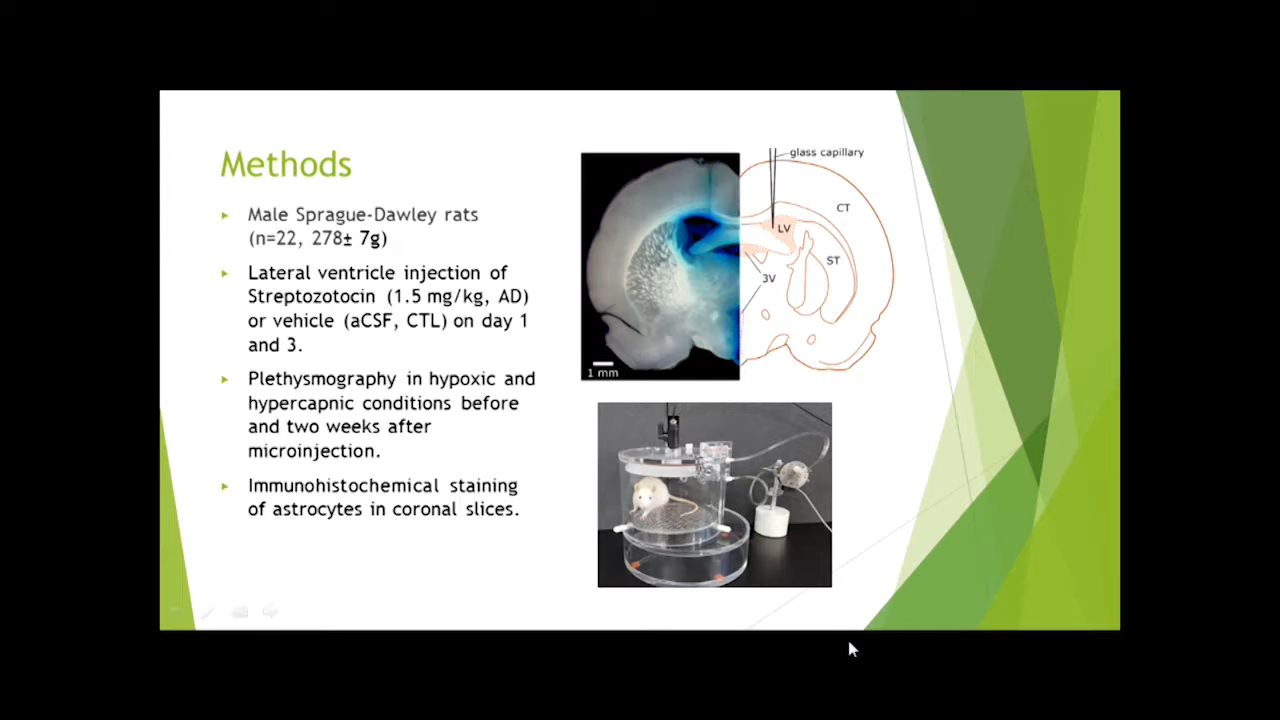 Methods
Male Sprague-Dawley rats
(n=22, 278± 7g)
Lateral ventricle injection of
Streptozotocin (1.5 mg/kg, AD)
or vehicle (aCSF, CTL) on day 1
and 3.
Plethysmography in hypoxic and
hypercapnic conditions before
and two weeks after
microinjection.
Immunohistochemical staining
of astrocytes in coronal slices.
glass capillary
CT
LV
ST
3V
1 mm